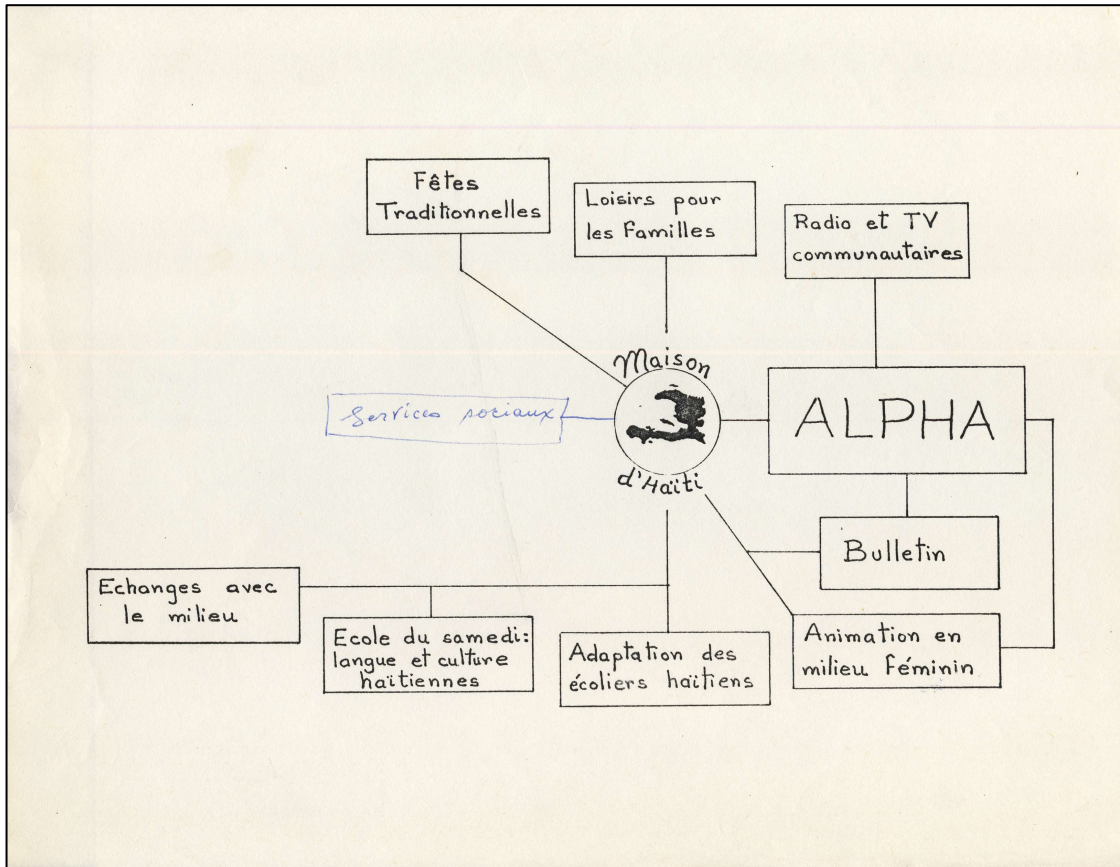 Fêtes
Traditionnelles
Loisirs pour
les Familles
Radio et TV
communautaires
Maison
d'Haïti
Services sociaux
ALPHA
Bulletin
Echanges avec
le milieu
Ecole du samedi:
langue et culture
haïtiennes
Adaptation des
écoliers haïtiens
Animation en
milieu féminin